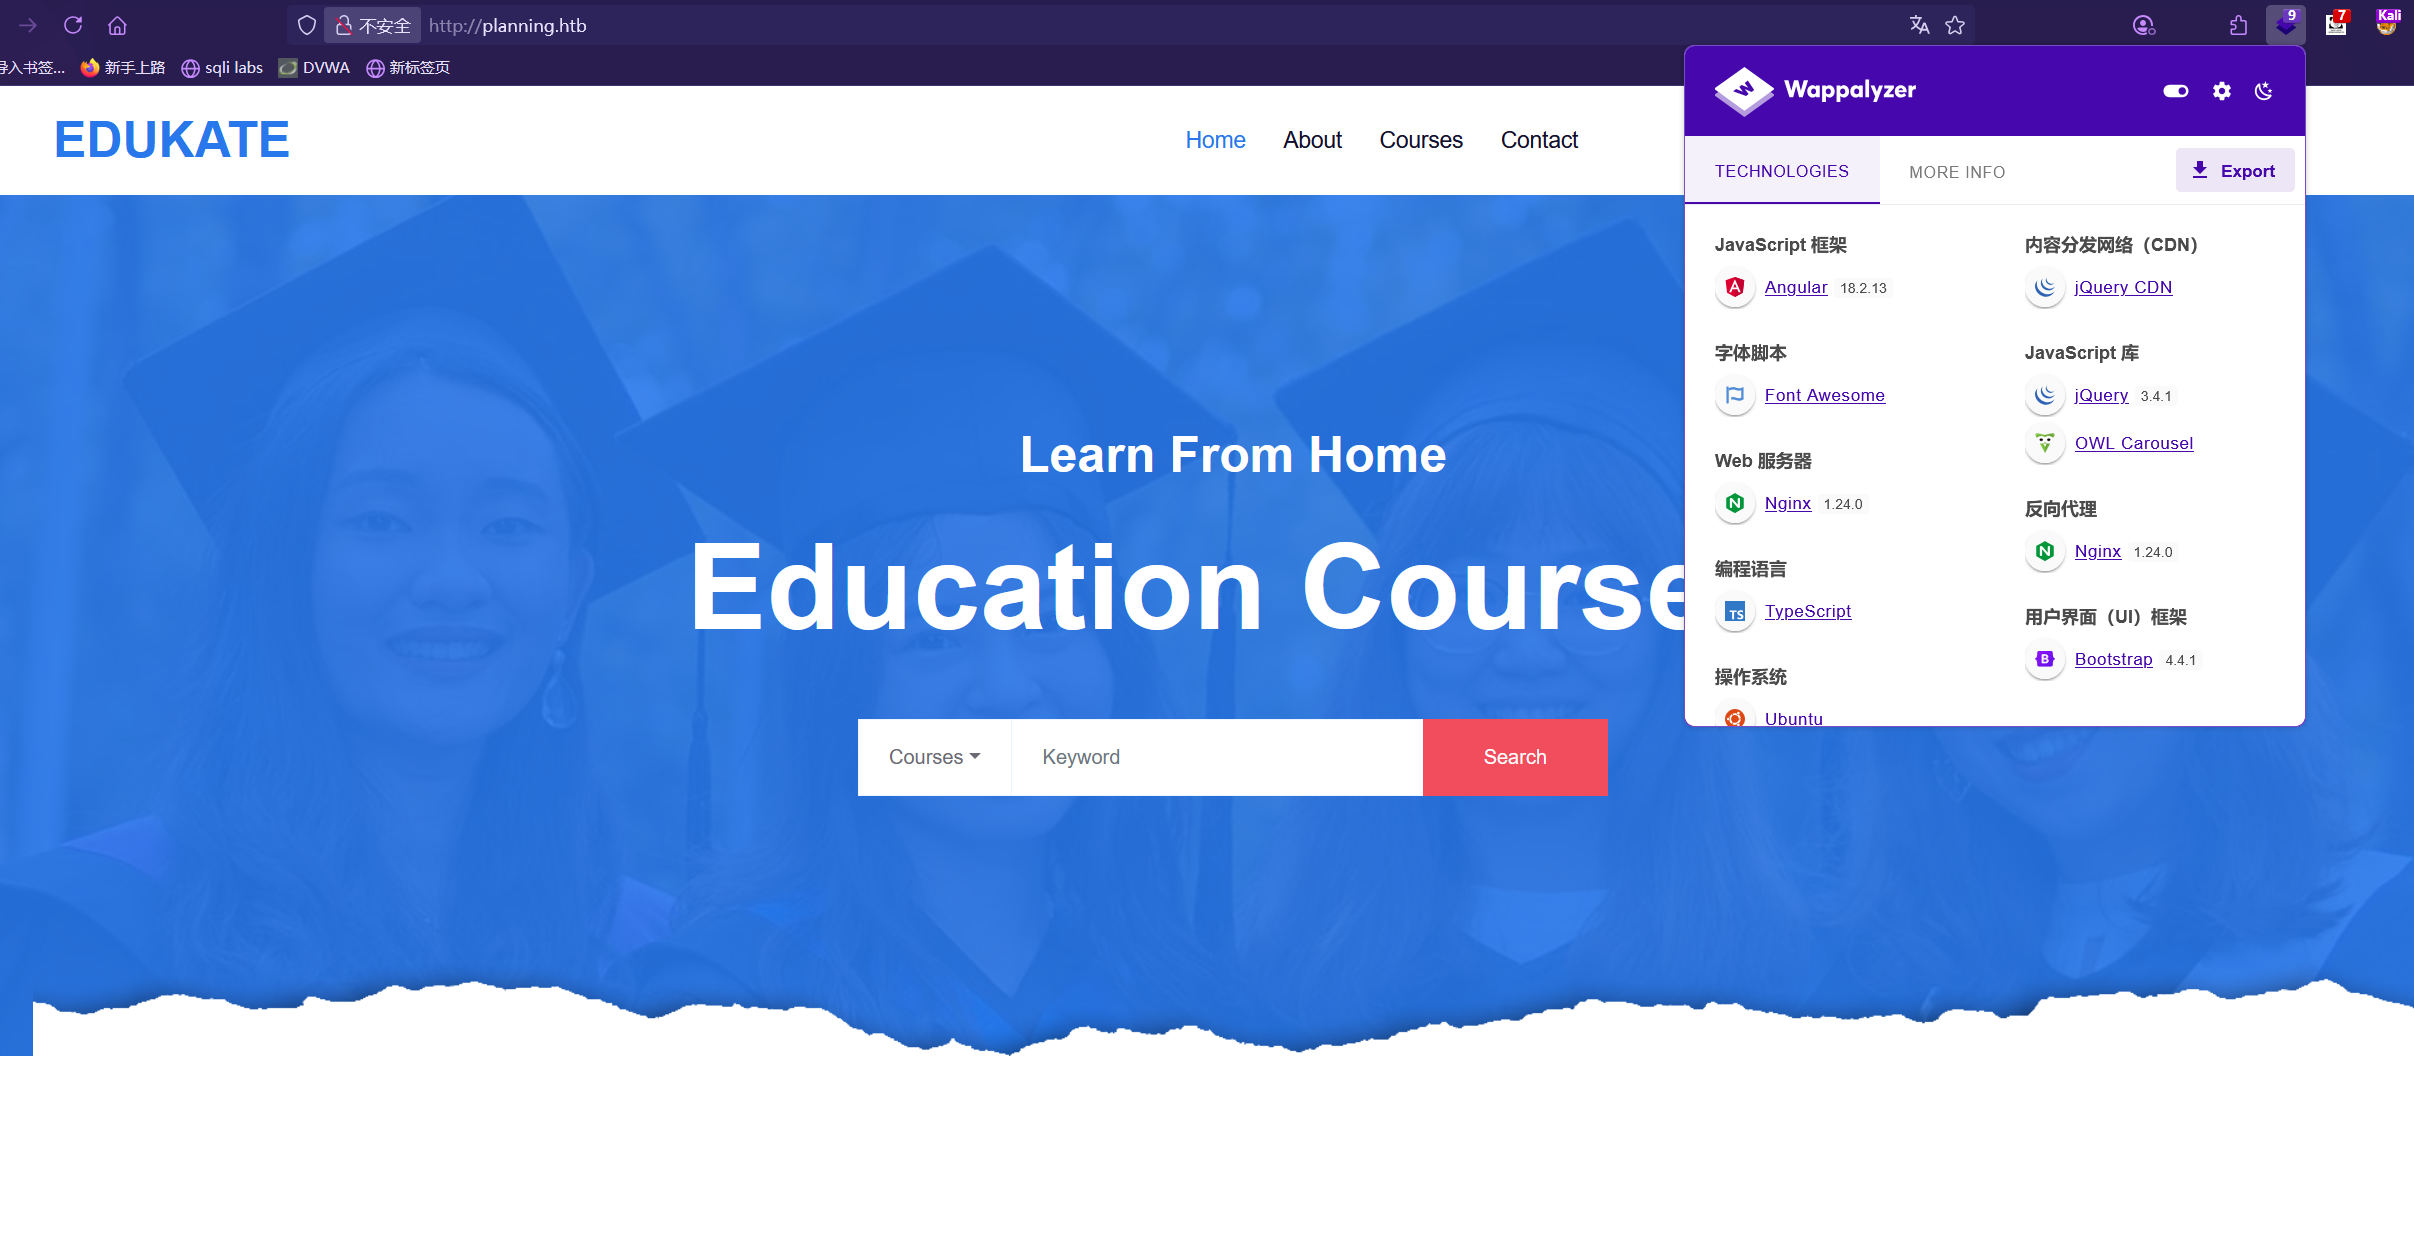 不安全 http://planning.htb
9
7
Kali
导入书签... 新手上路 sqli labs DVWA 新标签页
EDUKATE
Home About Courses Contact
Wappalyzer
TECHNOLOGIES MORE INFO Export
JavaScript 框架
Angular 18.2.13
字体脚本
Font Awesome
Web 服务器
Nginx 1.24.0
编程语言
TypeScript
操作系统
Ubuntu
内容分发网络（CDN）
jQuery CDN
JavaScript 库
jQuery 3.4.1
OWL Carousel
反向代理
Nginx 1.24.0
用户界面（UI）框架
Bootstrap 4.4.1
Learn From Home
Education Course
Courses Keyword Search